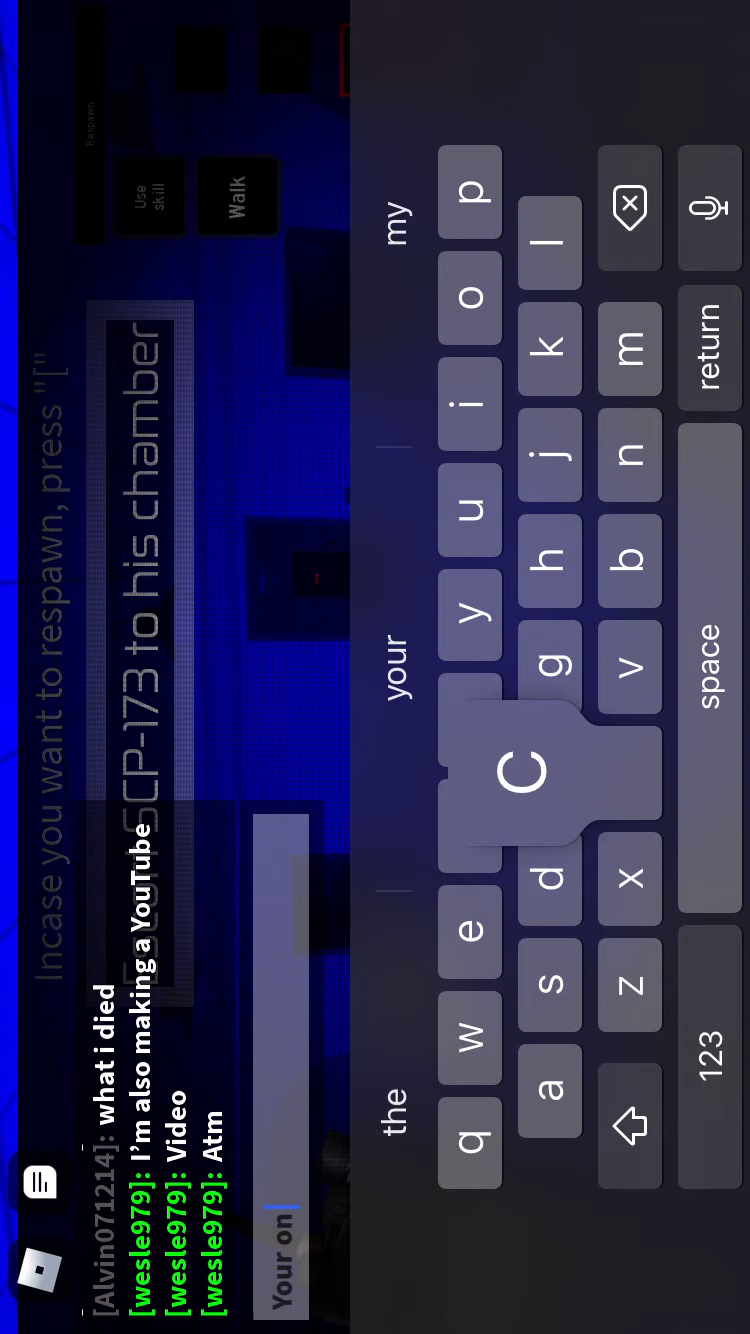 Incase you want to respawn, press "["
Escort SCP-173 to his chamber
Respawn
Use
skill
Walk
[Alvin071214]: what i died
[wesle979]: I'm also making a YouTube
[wesle979]: Video
[wesle979]: Atm
Your on
the your my
q w e y u i o p
a s d g h j k l
z x c v b n m
123 space return